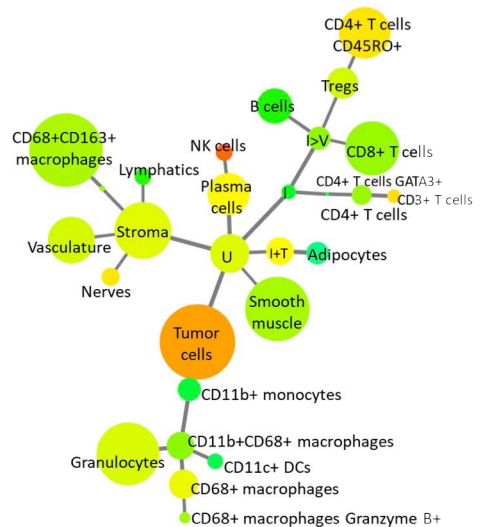 CD4+ T cells
CD45RO+
Tregs
B cells
I>V
CD8+ T cells
NK cells
CD68+CD163+
macrophages
Lymphatics
Plasma
cells
I
CD4+ T cells GATA3+
CD3+ T cells
CD4+ T cells
Stroma
Vasculature
U
I+T
Adipocytes
Nerves
Smooth
muscle
Tumor
cells
CD11b+ monocytes
CD11b+CD68+ macrophages
Granulocytes
CD11c+ DCs
CD68+ macrophages
CD68+ macrophages Granzyme B+